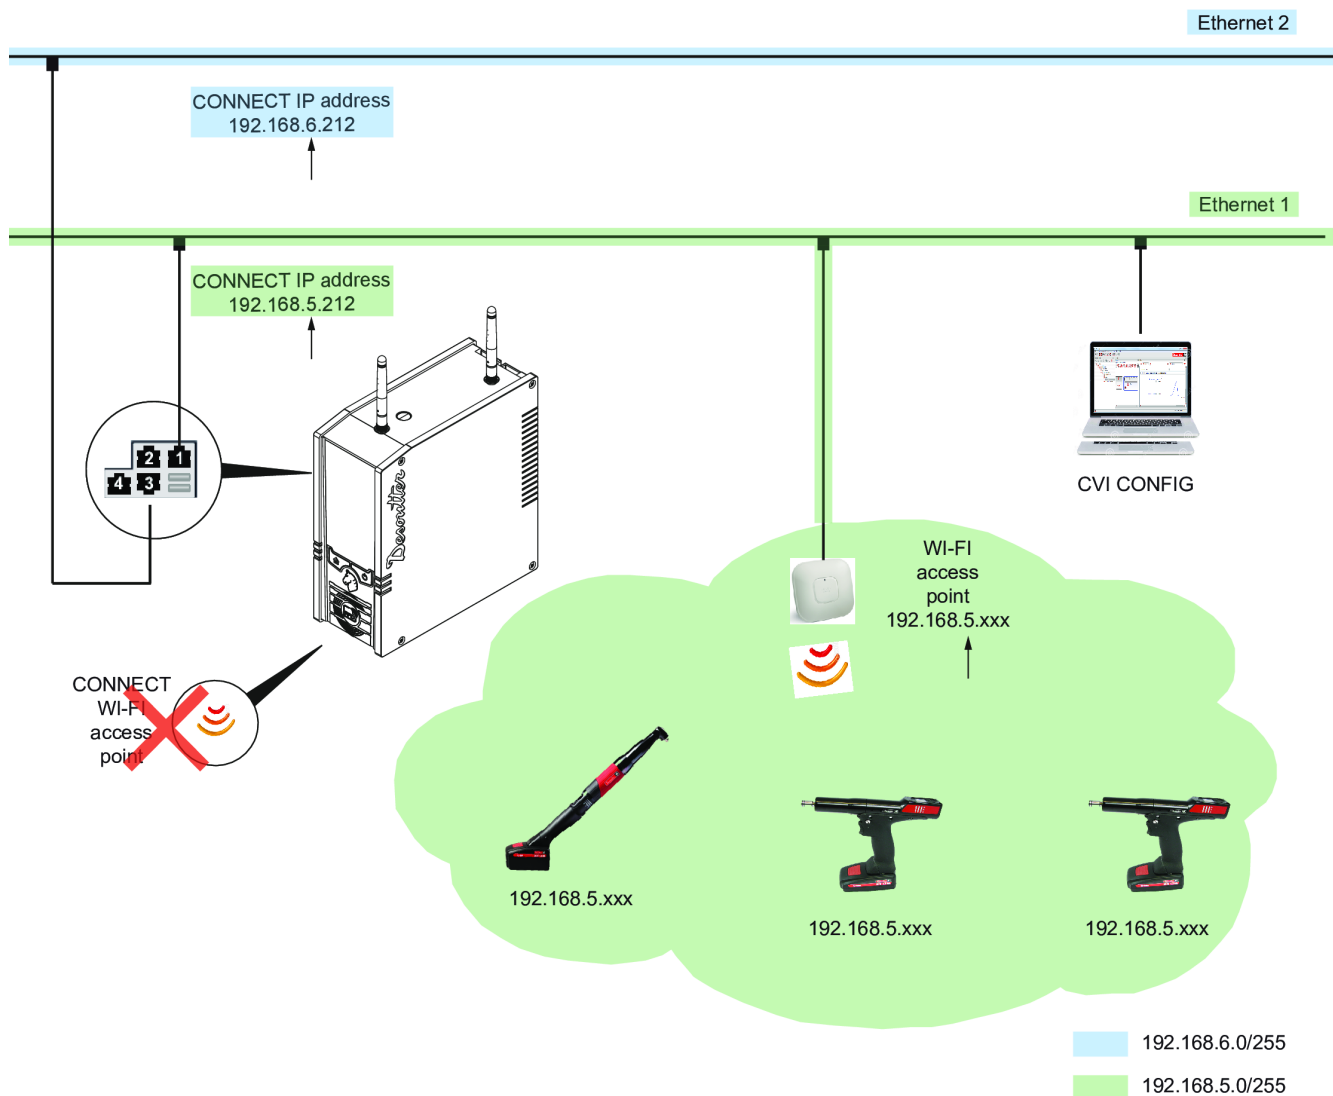 Ethernet 2
CONNECT IP address
192.168.6.212
Ethernet 1
CONNECT IP address
192.168.5.212
2 1
4 3
Desoutter
CVI CONFIG
WI-FI
access
point
192.168.5.xxx
CONNECT
WI-FI
access
point
192.168.5.xxx
192.168.5.xxx
192.168.5.xxx
192.168.6.0/255
192.168.5.0/255